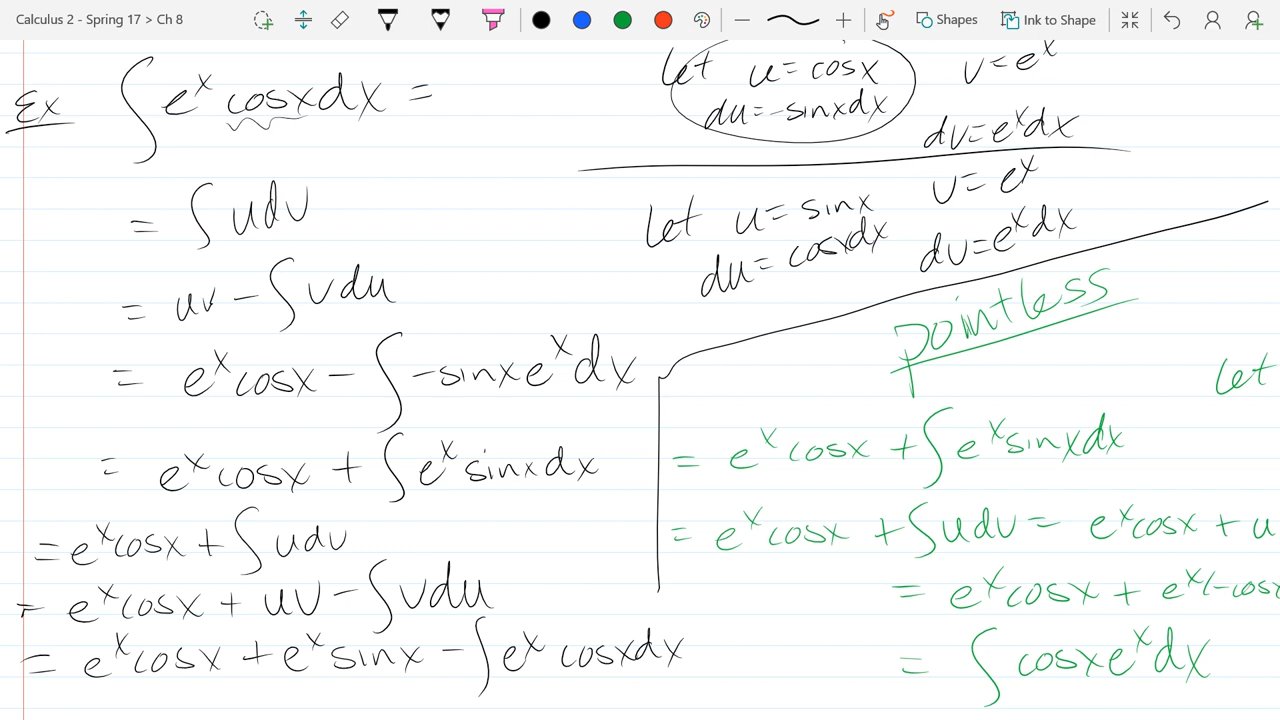 Calculus 2 - Spring 17 > Ch 8
Shapes
Ink to Shape
Ex ∫ e^x cosx dx =
= ∫ u dv
= uv - ∫ v du
= e^x cosx - ∫ -sinx e^x dx
= e^x cosx + ∫ e^x sinx dx
= e^x cosx + ∫ u dv
= e^x cosx + uv - ∫ v du
= e^x cosx + e^x sinx - ∫ e^x cosx dx
let u = cosx v = e^x
du = -sinx dx dv = e^x dx
let u = sinx v = e^x
du = cosx dx dv = e^x dx
pointless
let
= e^x cosx + ∫ e^x sinx dx
= e^x cosx + ∫ u dv = e^x cosx + u
= e^x cosx + e^x(-cosx
= ∫ cosx e^x dx